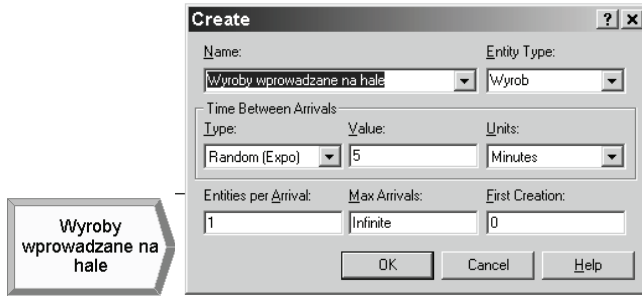 Create
Name:
Entity Type:
Wyroby wprowadzane na hale
Wyrob
Time Between Arrivals
Type:
Value:
Units:
Random (Expo)
5
Minutes
Entities per Arrival:
Max Arrivals:
First Creation:
1
Infinite
0
OK
Cancel
Help
Wyroby
wprowadzane na
hale